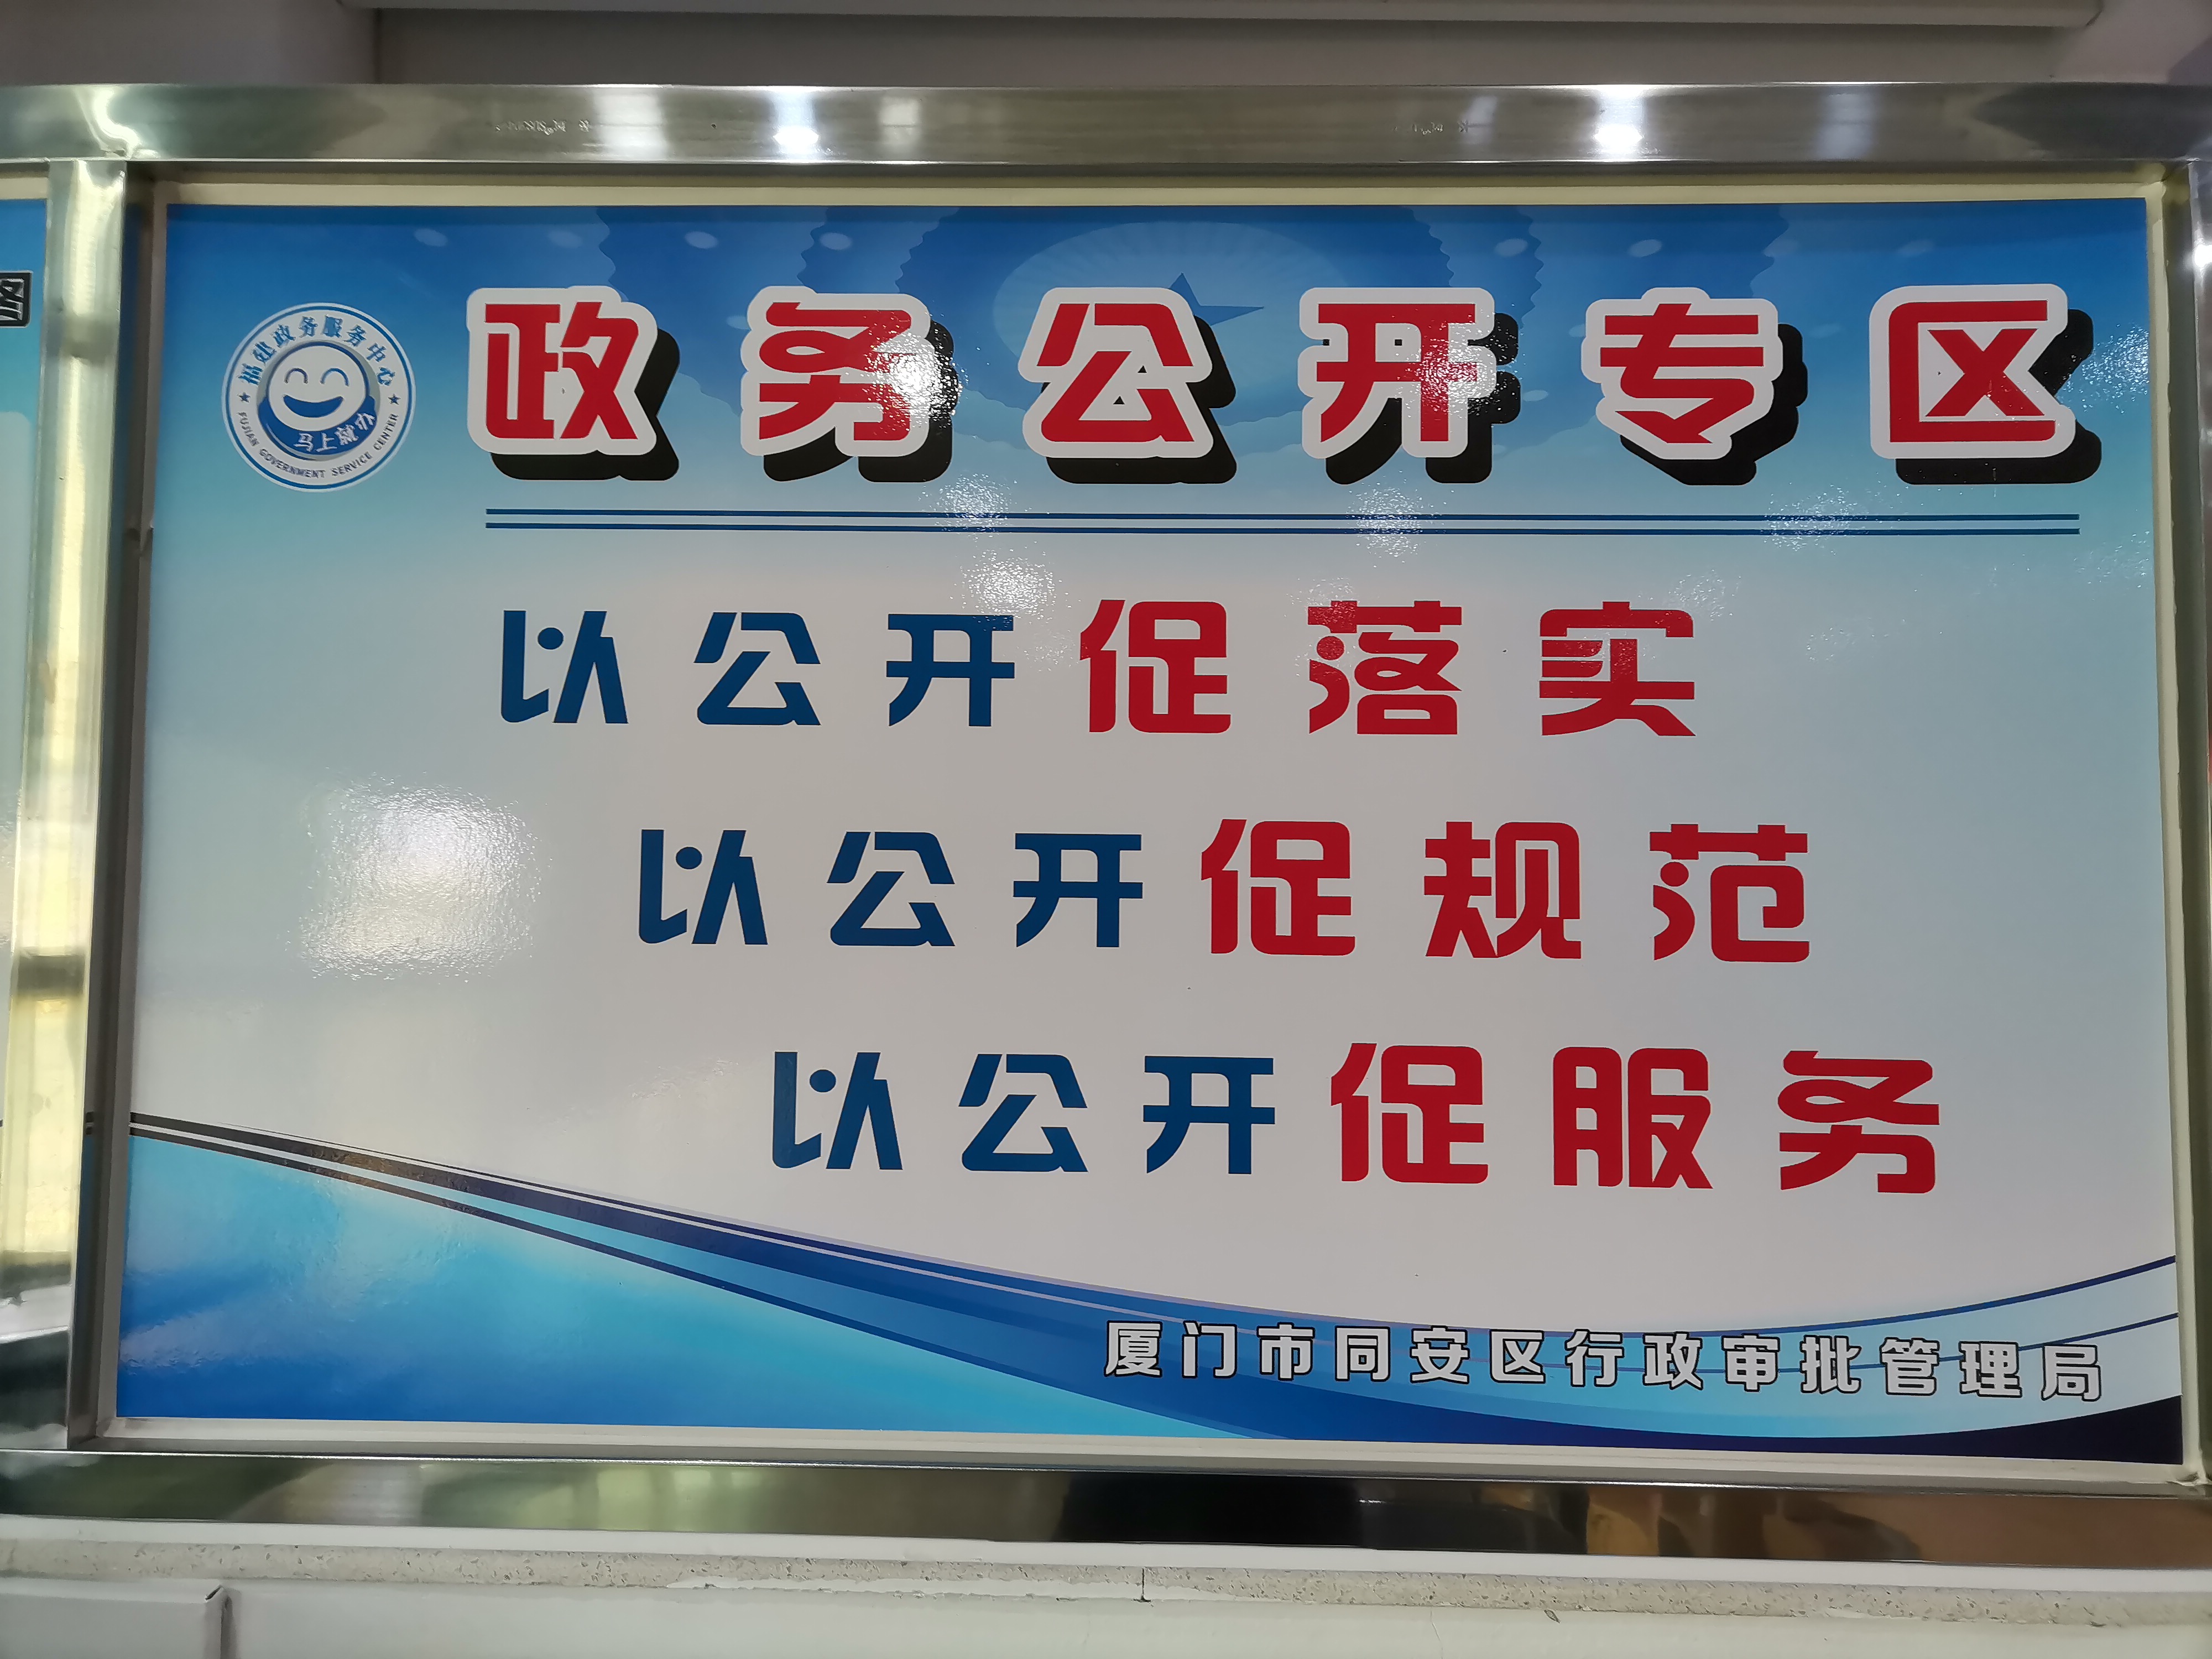 政务公开专区
福建政务服务中心
马上就办
FUJIAN GOVERNMENT SERVICE CENTER
以公开促落实
以公开促规范
以公开促服务
厦门市同安区行政审批管理局